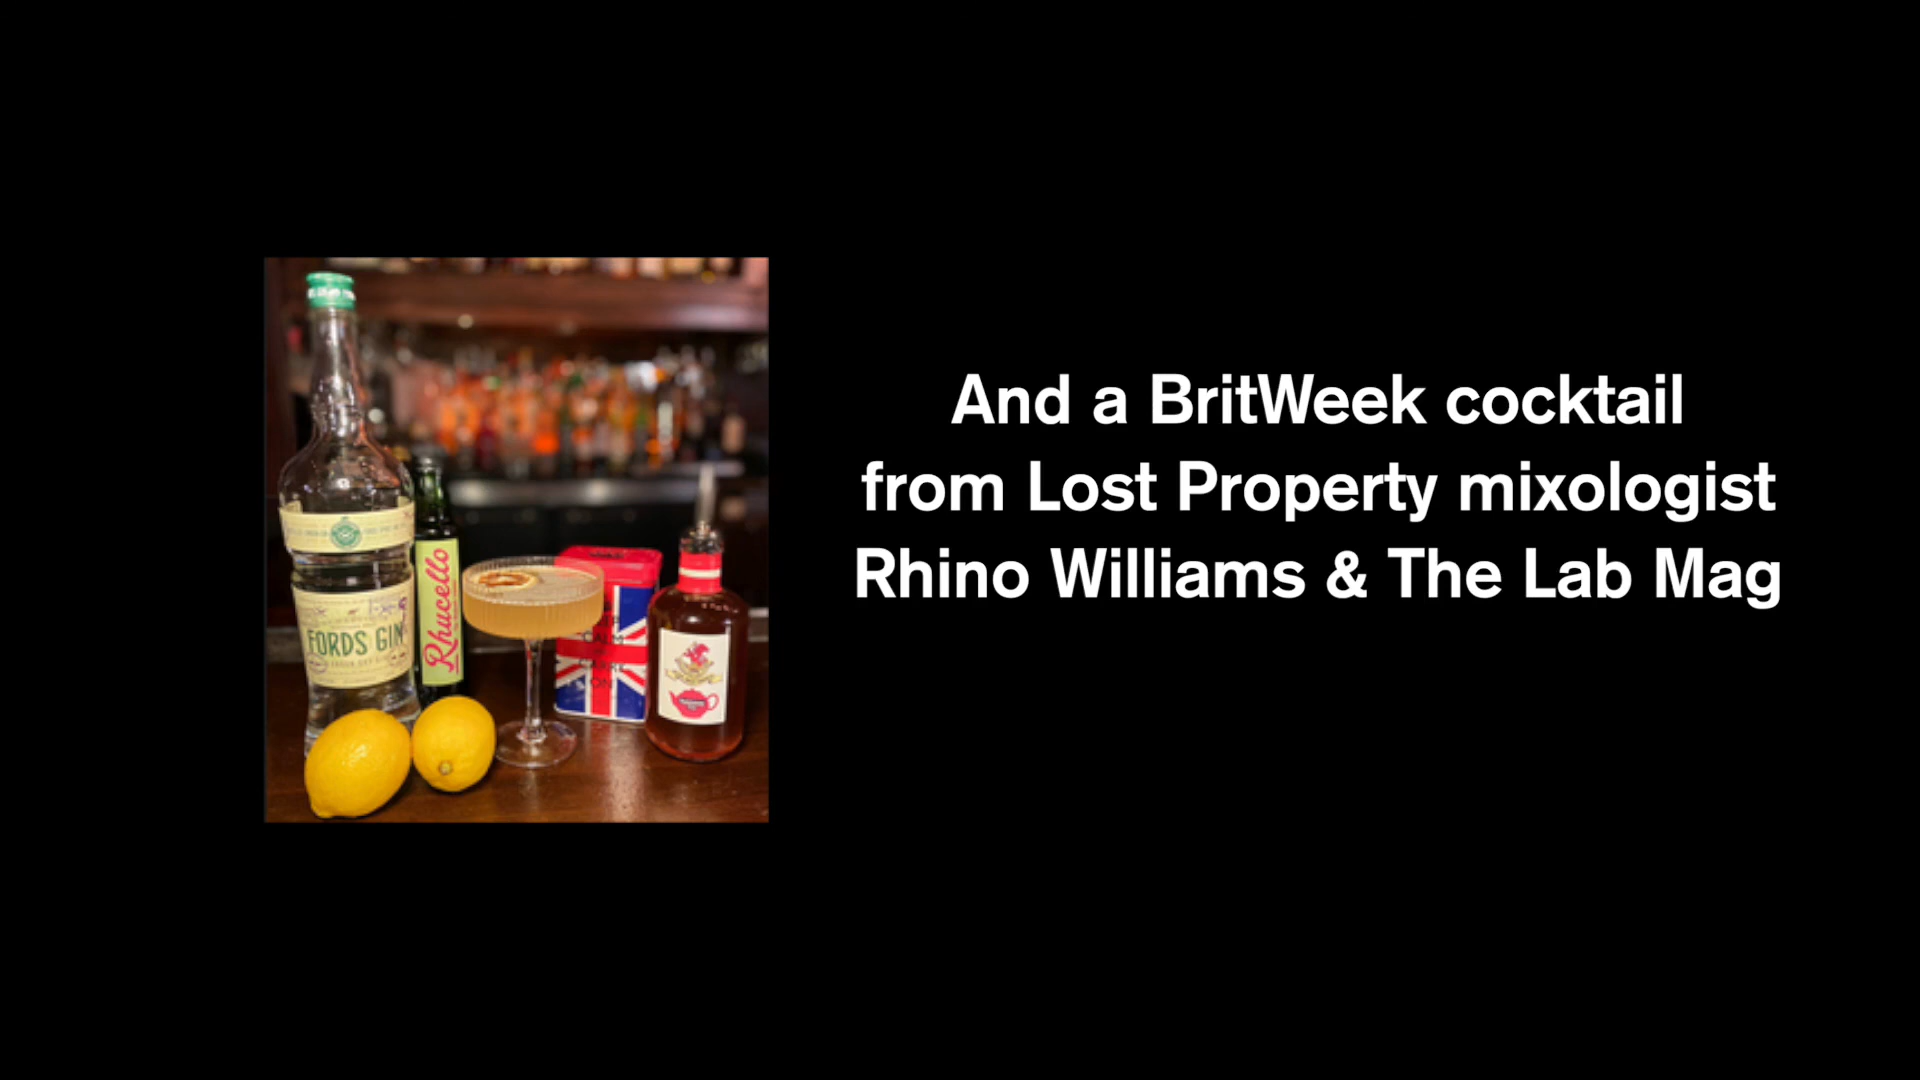 And a BritWeek cocktail
from Lost Property mixologist
Rhino Williams & The Lab Mag
FORDS GIN
Rhucello